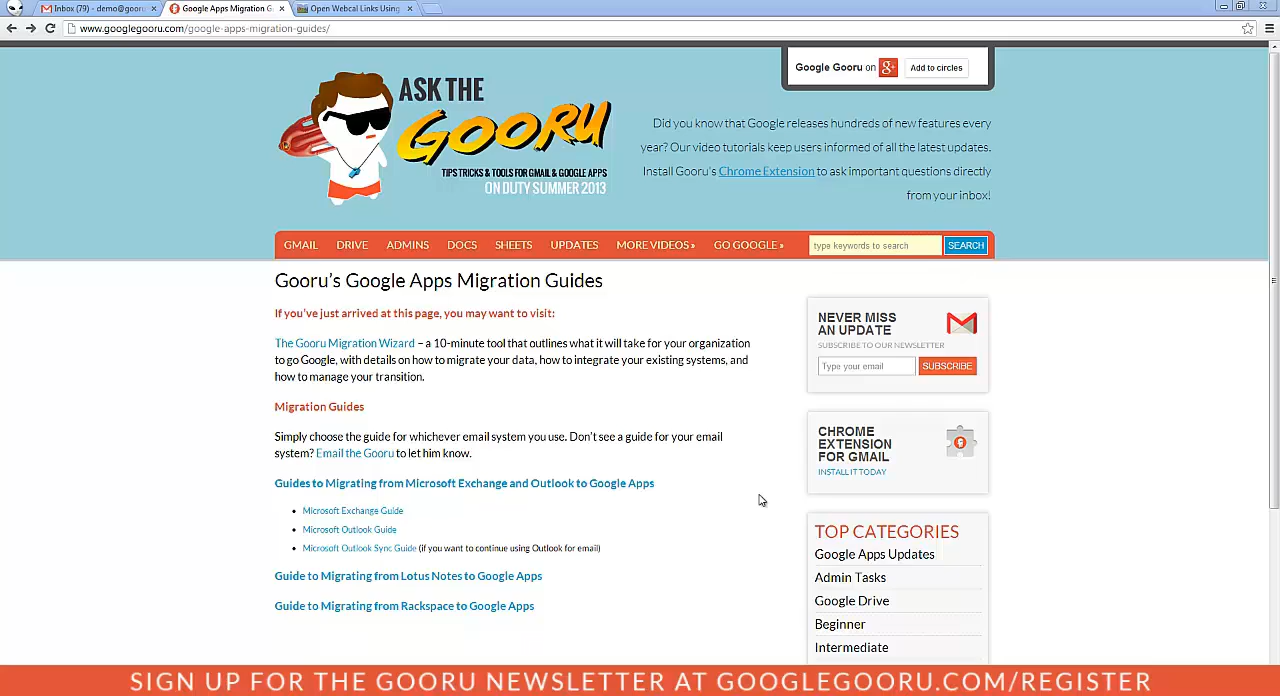 Inbox (79) - demo@gooru
Google Apps Migration G
Open Webcal Links Using
www.googlegooru.com/google-apps-migration-guides/
Google Gooru on g+ Add to circles
ASK THE
GOORU
TIPS TRICKS & TOOLS FOR GMAIL & GOOGLE APPS
ON DUTY SUMMER 2013
Did you know that Google releases hundreds of new features every
year? Our video tutorials keep users informed of all the latest updates.
Install Gooru's Chrome Extension to ask important questions directly
from your inbox!
GMAIL DRIVE ADMINS DOCS SHEETS UPDATES MORE VIDEOS » GO GOOGLE » type keywords to search SEARCH
Gooru's Google Apps Migration Guides
If you've just arrived at this page, you may want to visit:
The Gooru Migration Wizard – a 10-minute tool that outlines what it will take for your organization
to go Google, with details on how to migrate your data, how to integrate your existing systems, and
how to manage your transition.
Migration Guides
Simply choose the guide for whichever email system you use. Don't see a guide for your email
system? Email the Gooru to let him know.
Guides to Migrating from Microsoft Exchange and Outlook to Google Apps
• Microsoft Exchange Guide
• Microsoft Outlook Guide
• Microsoft Outlook Sync Guide (if you want to continue using Outlook for email)
Guide to Migrating from Lotus Notes to Google Apps
Guide to Migrating from Rackspace to Google Apps
NEVER MISS
AN UPDATE
SUBSCRIBE TO OUR NEWSLETTER
Type your email SUBSCRIBE
CHROME
EXTENSION
FOR GMAIL
INSTALL IT TODAY
TOP CATEGORIES
Google Apps Updates
Admin Tasks
Google Drive
Beginner
Intermediate
SIGN UP FOR THE GOORU NEWSLETTER AT GOOGLEGOORU.COM/REGISTER